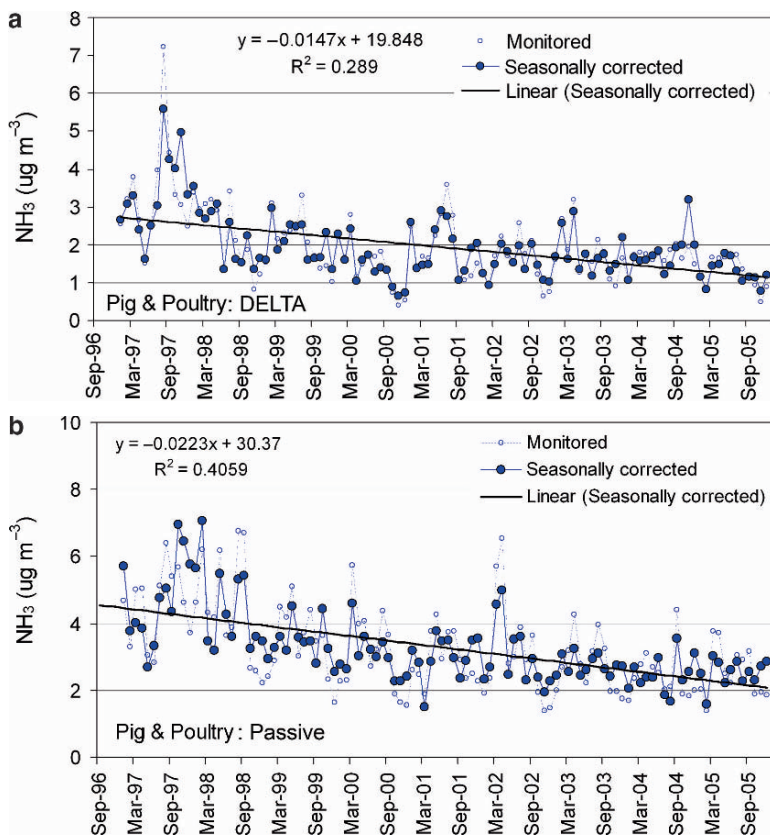 a
y = –0.0147x + 19.848
R² = 0.289
Monitored
Seasonally corrected
Linear (Seasonally corrected)
8
7
6
5
4
3
2
1
0
NH₃ (ug m⁻³)
Pig & Poultry: DELTA
Sep-96
Mar-97
Sep-97
Mar-98
Sep-98
Mar-99
Sep-99
Mar-00
Sep-00
Mar-01
Sep-01
Mar-02
Sep-02
Mar-03
Sep-03
Mar-04
Sep-04
Mar-05
Sep-05
b
y = –0.0223x + 30.37
R² = 0.4059
Monitored
Seasonally corrected
Linear (Seasonally corrected)
10
8
6
4
2
0
NH₃ (ug m⁻³)
Pig & Poultry : Passive
Sep-96
Mar-97
Sep-97
Mar-98
Sep-98
Mar-99
Sep-99
Mar-00
Sep-00
Mar-01
Sep-01
Mar-02
Sep-02
Mar-03
Sep-03
Mar-04
Sep-04
Mar-05
Sep-05